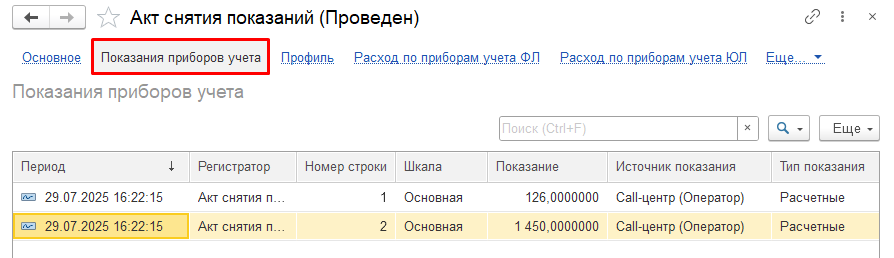 Акт снятия показаний (Проведен)
Основное Показания приборов учета Профиль Расход по приборам учета ФЛ Расход по приборам учета ЮЛ Еще...
Показания приборов учета
Поиск (Ctrl+F) × Еще
Период ↓ Регистратор Номер строки Шкала Показание Источник показания Тип показания
29.07.2025 16:22:15 Акт снятия п... 1 Основная 126,0000000 Call-центр (Оператор) Расчетные
29.07.2025 16:22:15 Акт снятия п... 2 Основная 1 450,0000000 Call-центр (Оператор) Расчетные